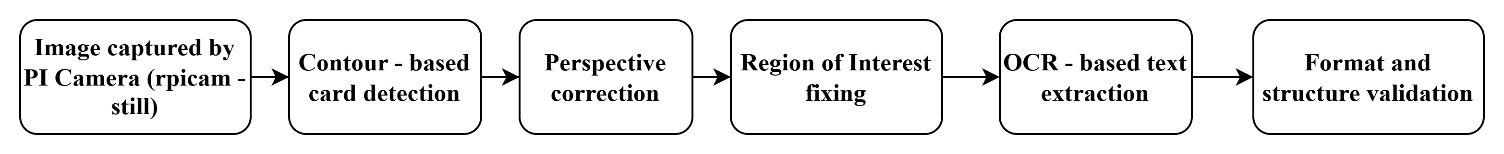 Image captured by
PI Camera (rpicam -
still)
Contour - based
card detection
Perspective
correction
Region of Interest
fixing
OCR - based text
extraction
Format and
structure validation